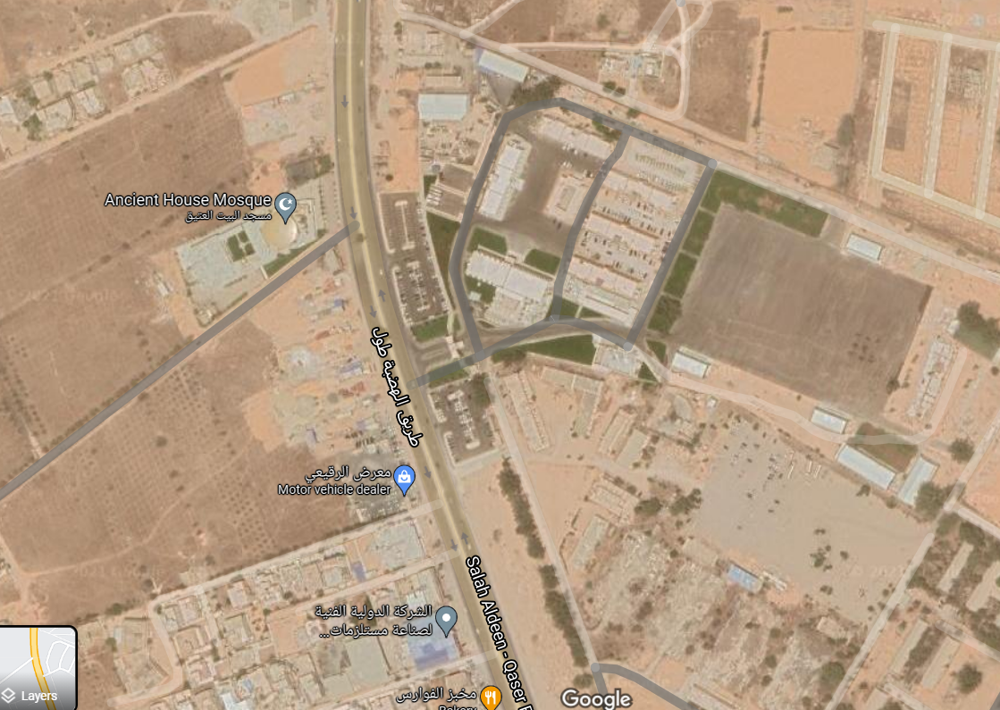 Ancient House Mosque
مسجد البيت العتيق
طريق الهضبة طول
معرض الرقيعي
Motor vehicle dealer
Salah Aldeen - Qaser
الشركة الدولية الفنية
لصناعة مستلزمات...
مخبز الفوارس
Bakery
Layers
Google